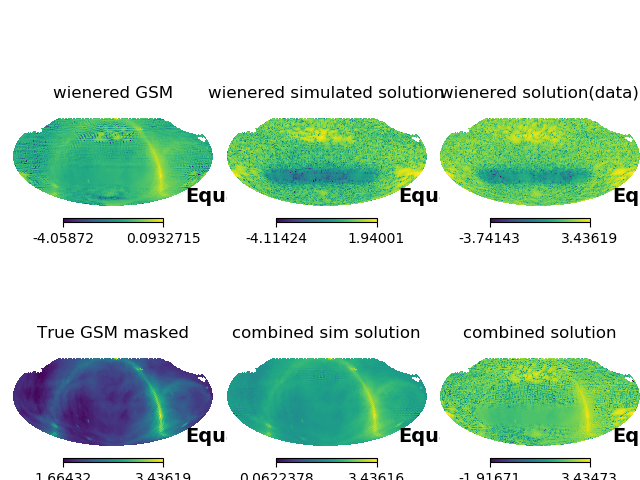 wienered GSM
wienered simulated solution
wienered solution(data)
Equ
Equ
Eq
-4.05872 0.0932715
-4.11424 1.94001
-3.74143 3.43619
True GSM masked
combined sim solution
combined solution
Equ
Equ
Eq
1.66432 3.43619
0.0622378 3.43616
-1.91671 3.43473